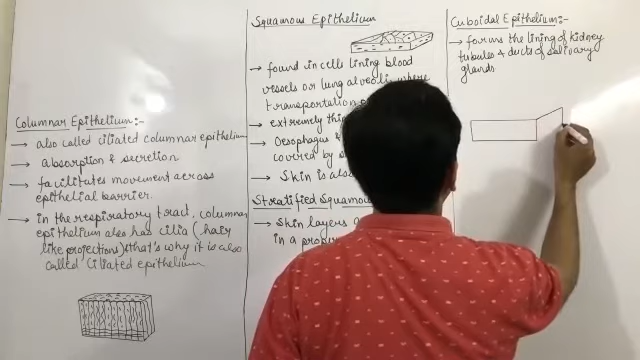 Columnar Epithelium:-
→ also called ciliated columnar epithelium
→ absorption & secretion
→ facilitates movement across
epithelial barrier.
→ in the respiratory tract, columnar
epithelium also has cilia (hair
like projections) that's why it is also
called Ciliated epithelium
Squamous Epithelium
→ found in cells lining blood
vessels or lung alveoli where
transportation
→ extremely thin
→ Oesophagus &
covered by
→ Skin is also
Stratified Squamous
→ Skin layers
in a
Cuboidal Epithelium:-
→ forms the lining of kidney
tubules & ducts of salivary
glands